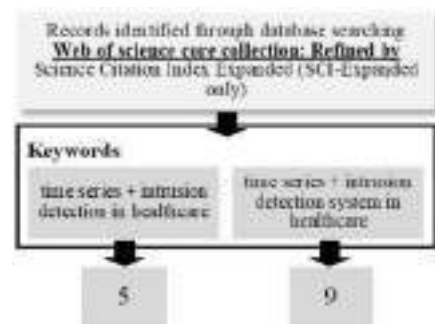 Records identified through database searching
Web of science core collection: Refined by
Science Citation Index Expanded (SCI-Expanded
only)
Keywords
time series + intrusion
detection in healthcare
time series + intrusion
detection system in
healthcare
5
9